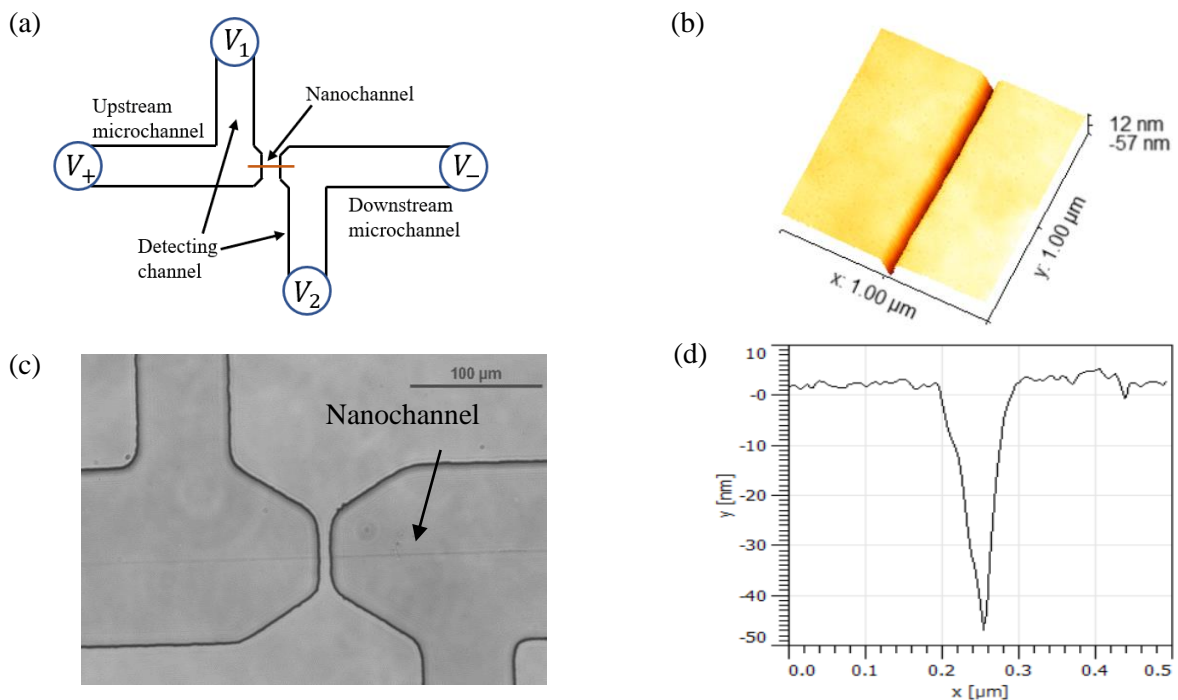 (a)
V₁
Nanochannel
Upstream
microchannel
V₊
V₋
Downstream
microchannel
Detecting
channel
V₂
(b)
12 nm
-57 nm
x: 1.00 µm
y: 1.00 µm
(c)
100 µm
Nanochannel
(d)
10
-0
-10
-20
-30
-40
-50
y [nm]
0.0 0.1 0.2 0.3 0.4 0.5
x [µm]